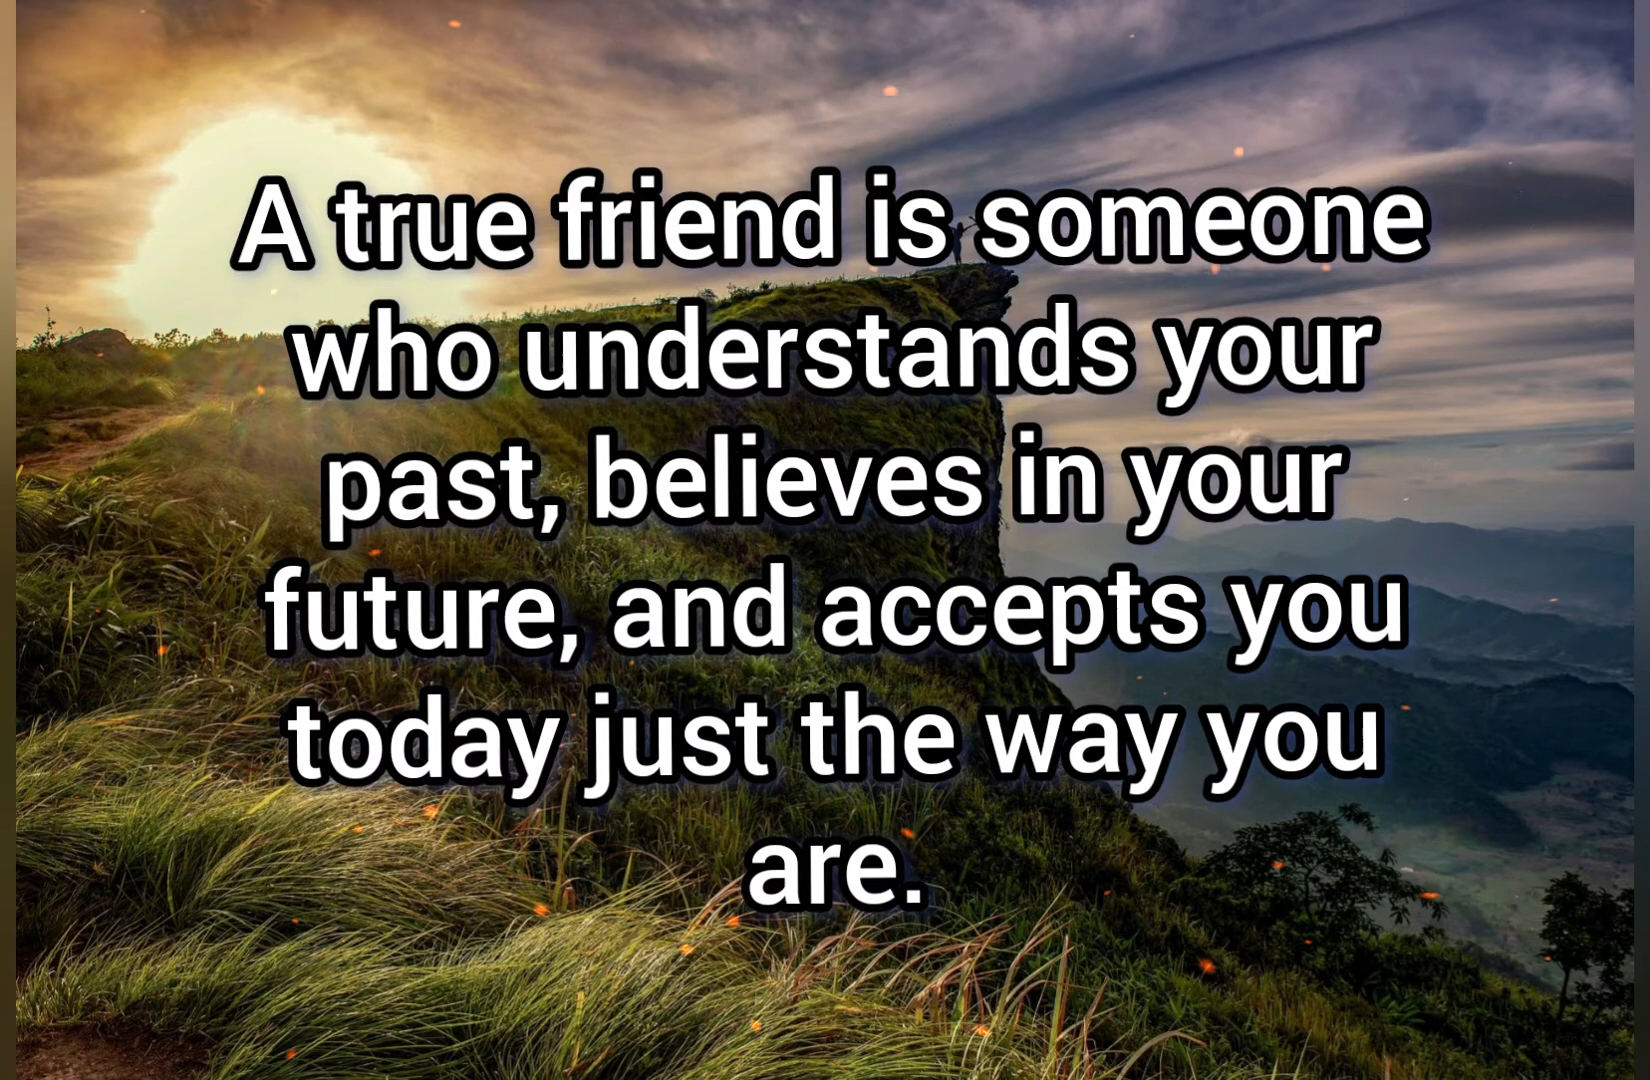 A true friend is someone
who understands your
past, believes in your
future, and accepts you
today just the way you
are.